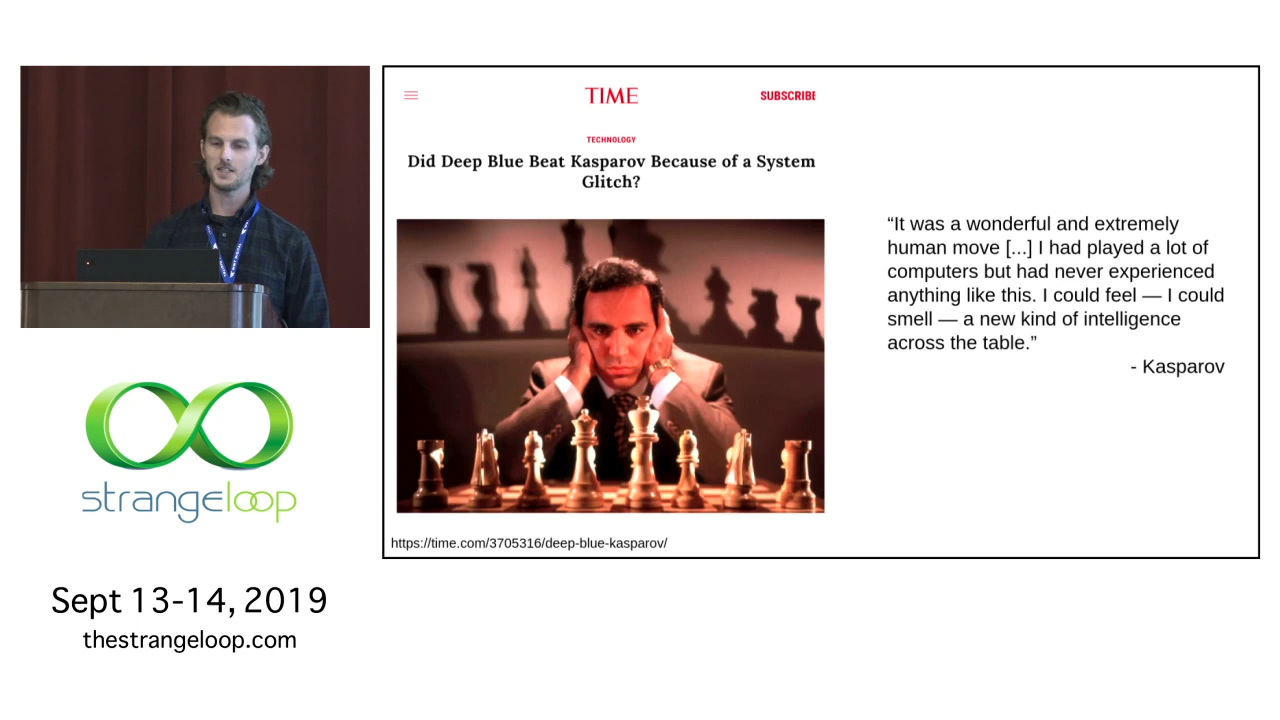 TIME
SUBSCRIBE
TECHNOLOGY
Did Deep Blue Beat Kasparov Because of a System
Glitch?
“It was a wonderful and extremely
human move [...] I had played a lot of
computers but had never experienced
anything like this. I could feel — I could
smell — a new kind of intelligence
across the table.”
- Kasparov
https://time.com/3705316/deep-blue-kasparov/
strangeloop
Sept 13-14, 2019
thestrangeloop.com